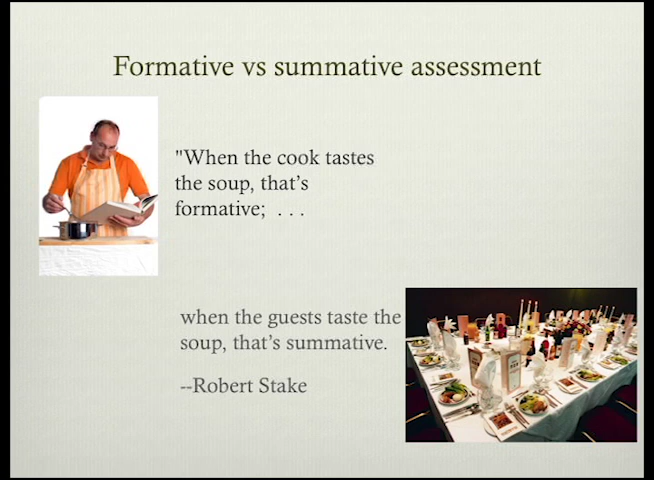 Formative vs summative assessment
"When the cook tastes
the soup, that's
formative;  . . .
when the guests taste the
soup, that's summative.
--Robert Stake